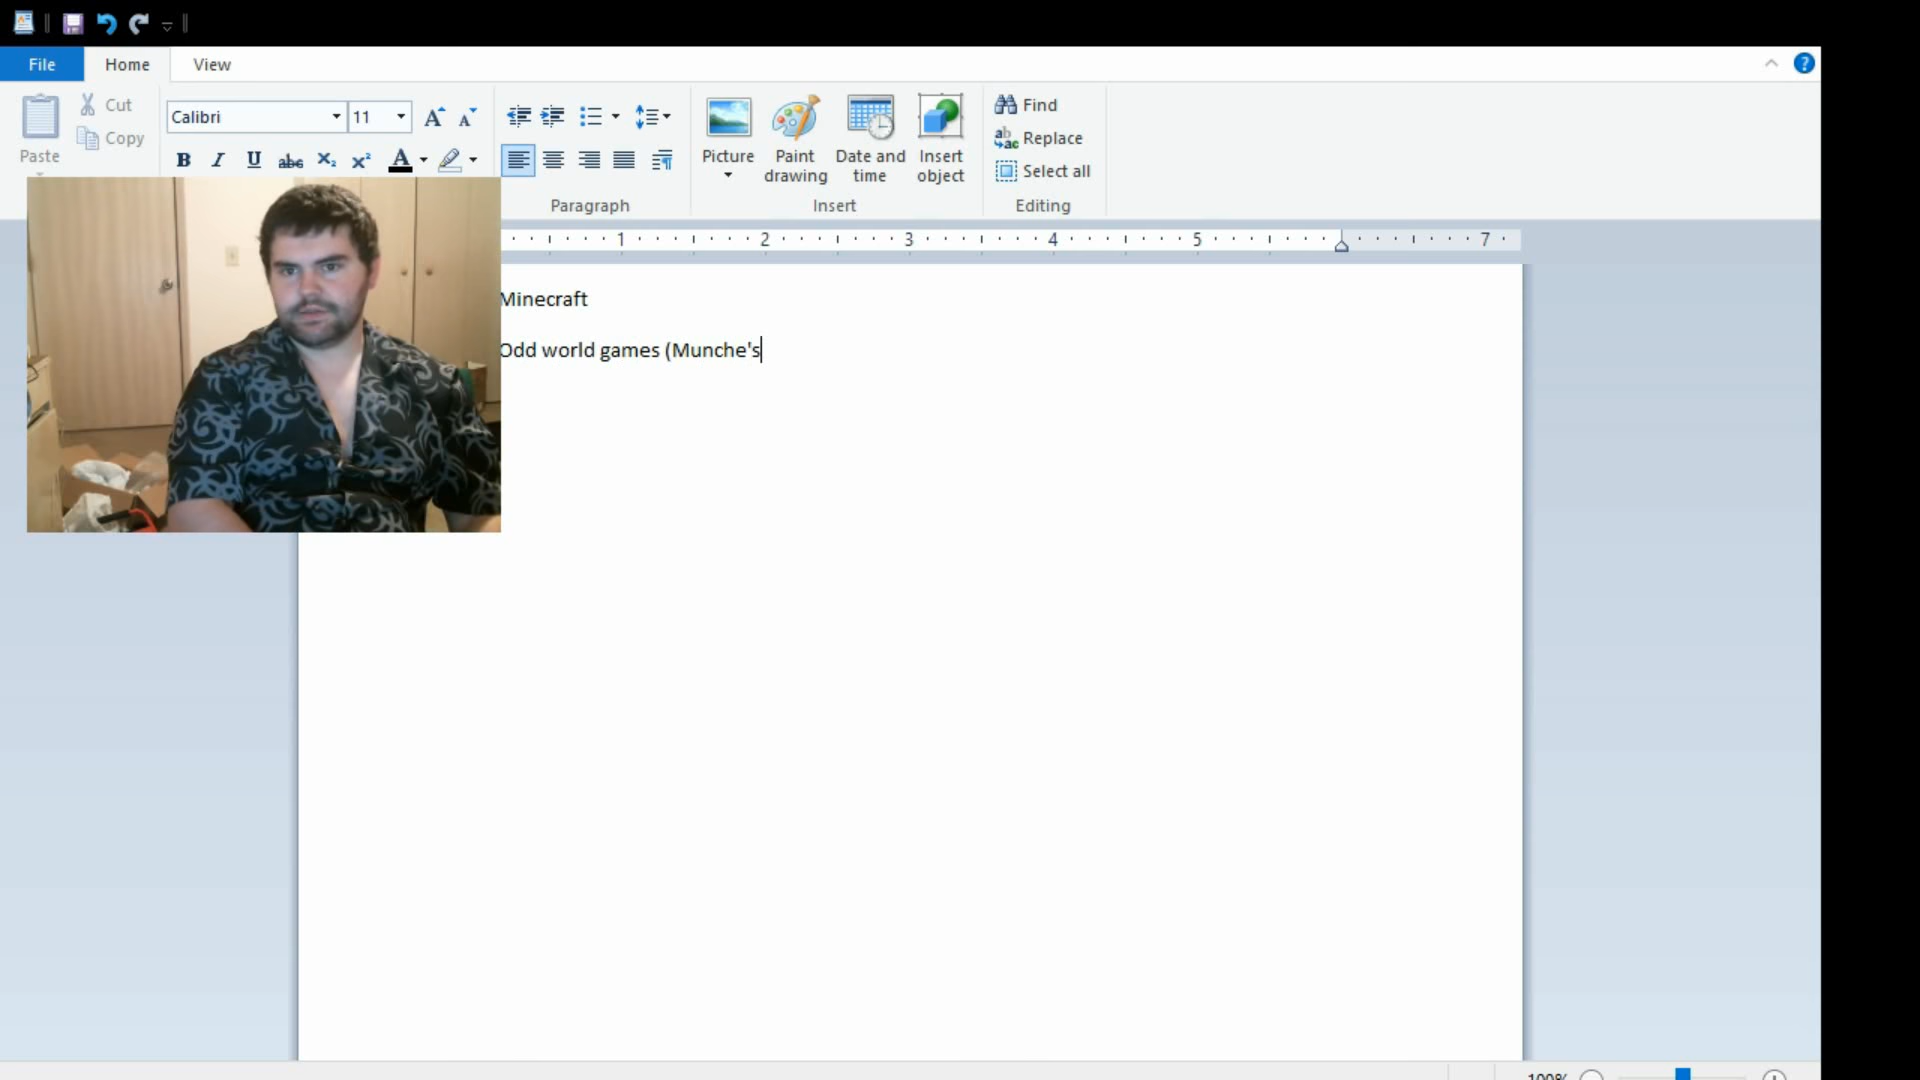 File Home View
Cut
Copy
Paste
Calibri 11
Picture
Paint drawing
Date and time
Insert object
Find
Replace
Select all
Paragraph Insert Editing
1 2 3 4 5 7
Minecraft
Odd world games (Munche's
100%